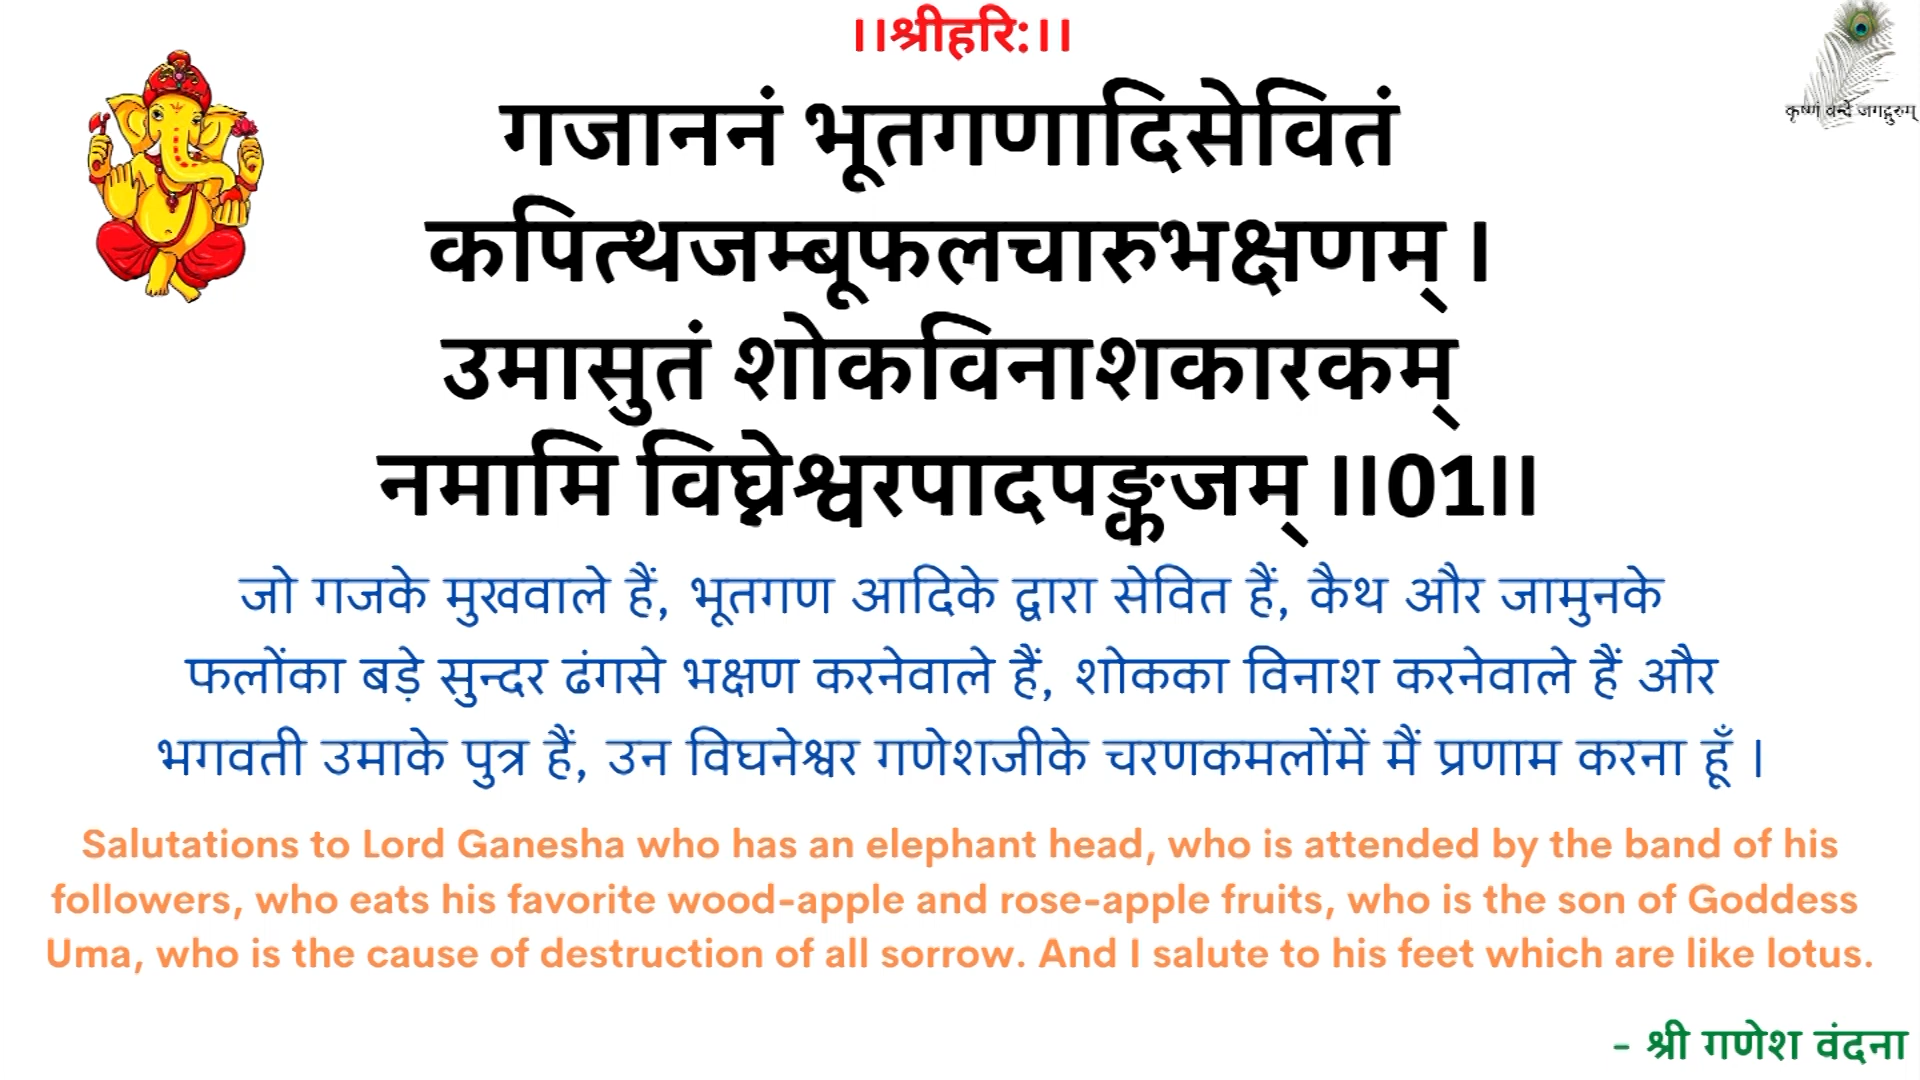 ।।श्रीहरि:।।
कृष्णं वन्दे जगद्गुरुम्
गजाननं भूतगणादिसेवितं
कपित्थजम्बूफलचारुभक्षणम् ।
उमासुतं शोकविनाशकारकम्
नमामि विघ्नेश्वरपादपङ्कजम् ।।01।।
जो गजके मुखवाले हैं, भूतगण आदिके द्वारा सेवित हैं, कैथ और जामुनके
फलोंका बड़े सुन्दर ढंगसे भक्षण करनेवाले हैं, शोकका विनाश करनेवाले हैं और
भगवती उमाके पुत्र हैं, उन विघनेश्वर गणेशजीके चरणकमलोंमें मैं प्रणाम करना हूँ ।
Salutations to Lord Ganesha who has an elephant head, who is attended by the band of his
followers, who eats his favorite wood-apple and rose-apple fruits, who is the son of Goddess
Uma, who is the cause of destruction of all sorrow. And I salute to his feet which are like lotus.
- श्री गणेश वंदना